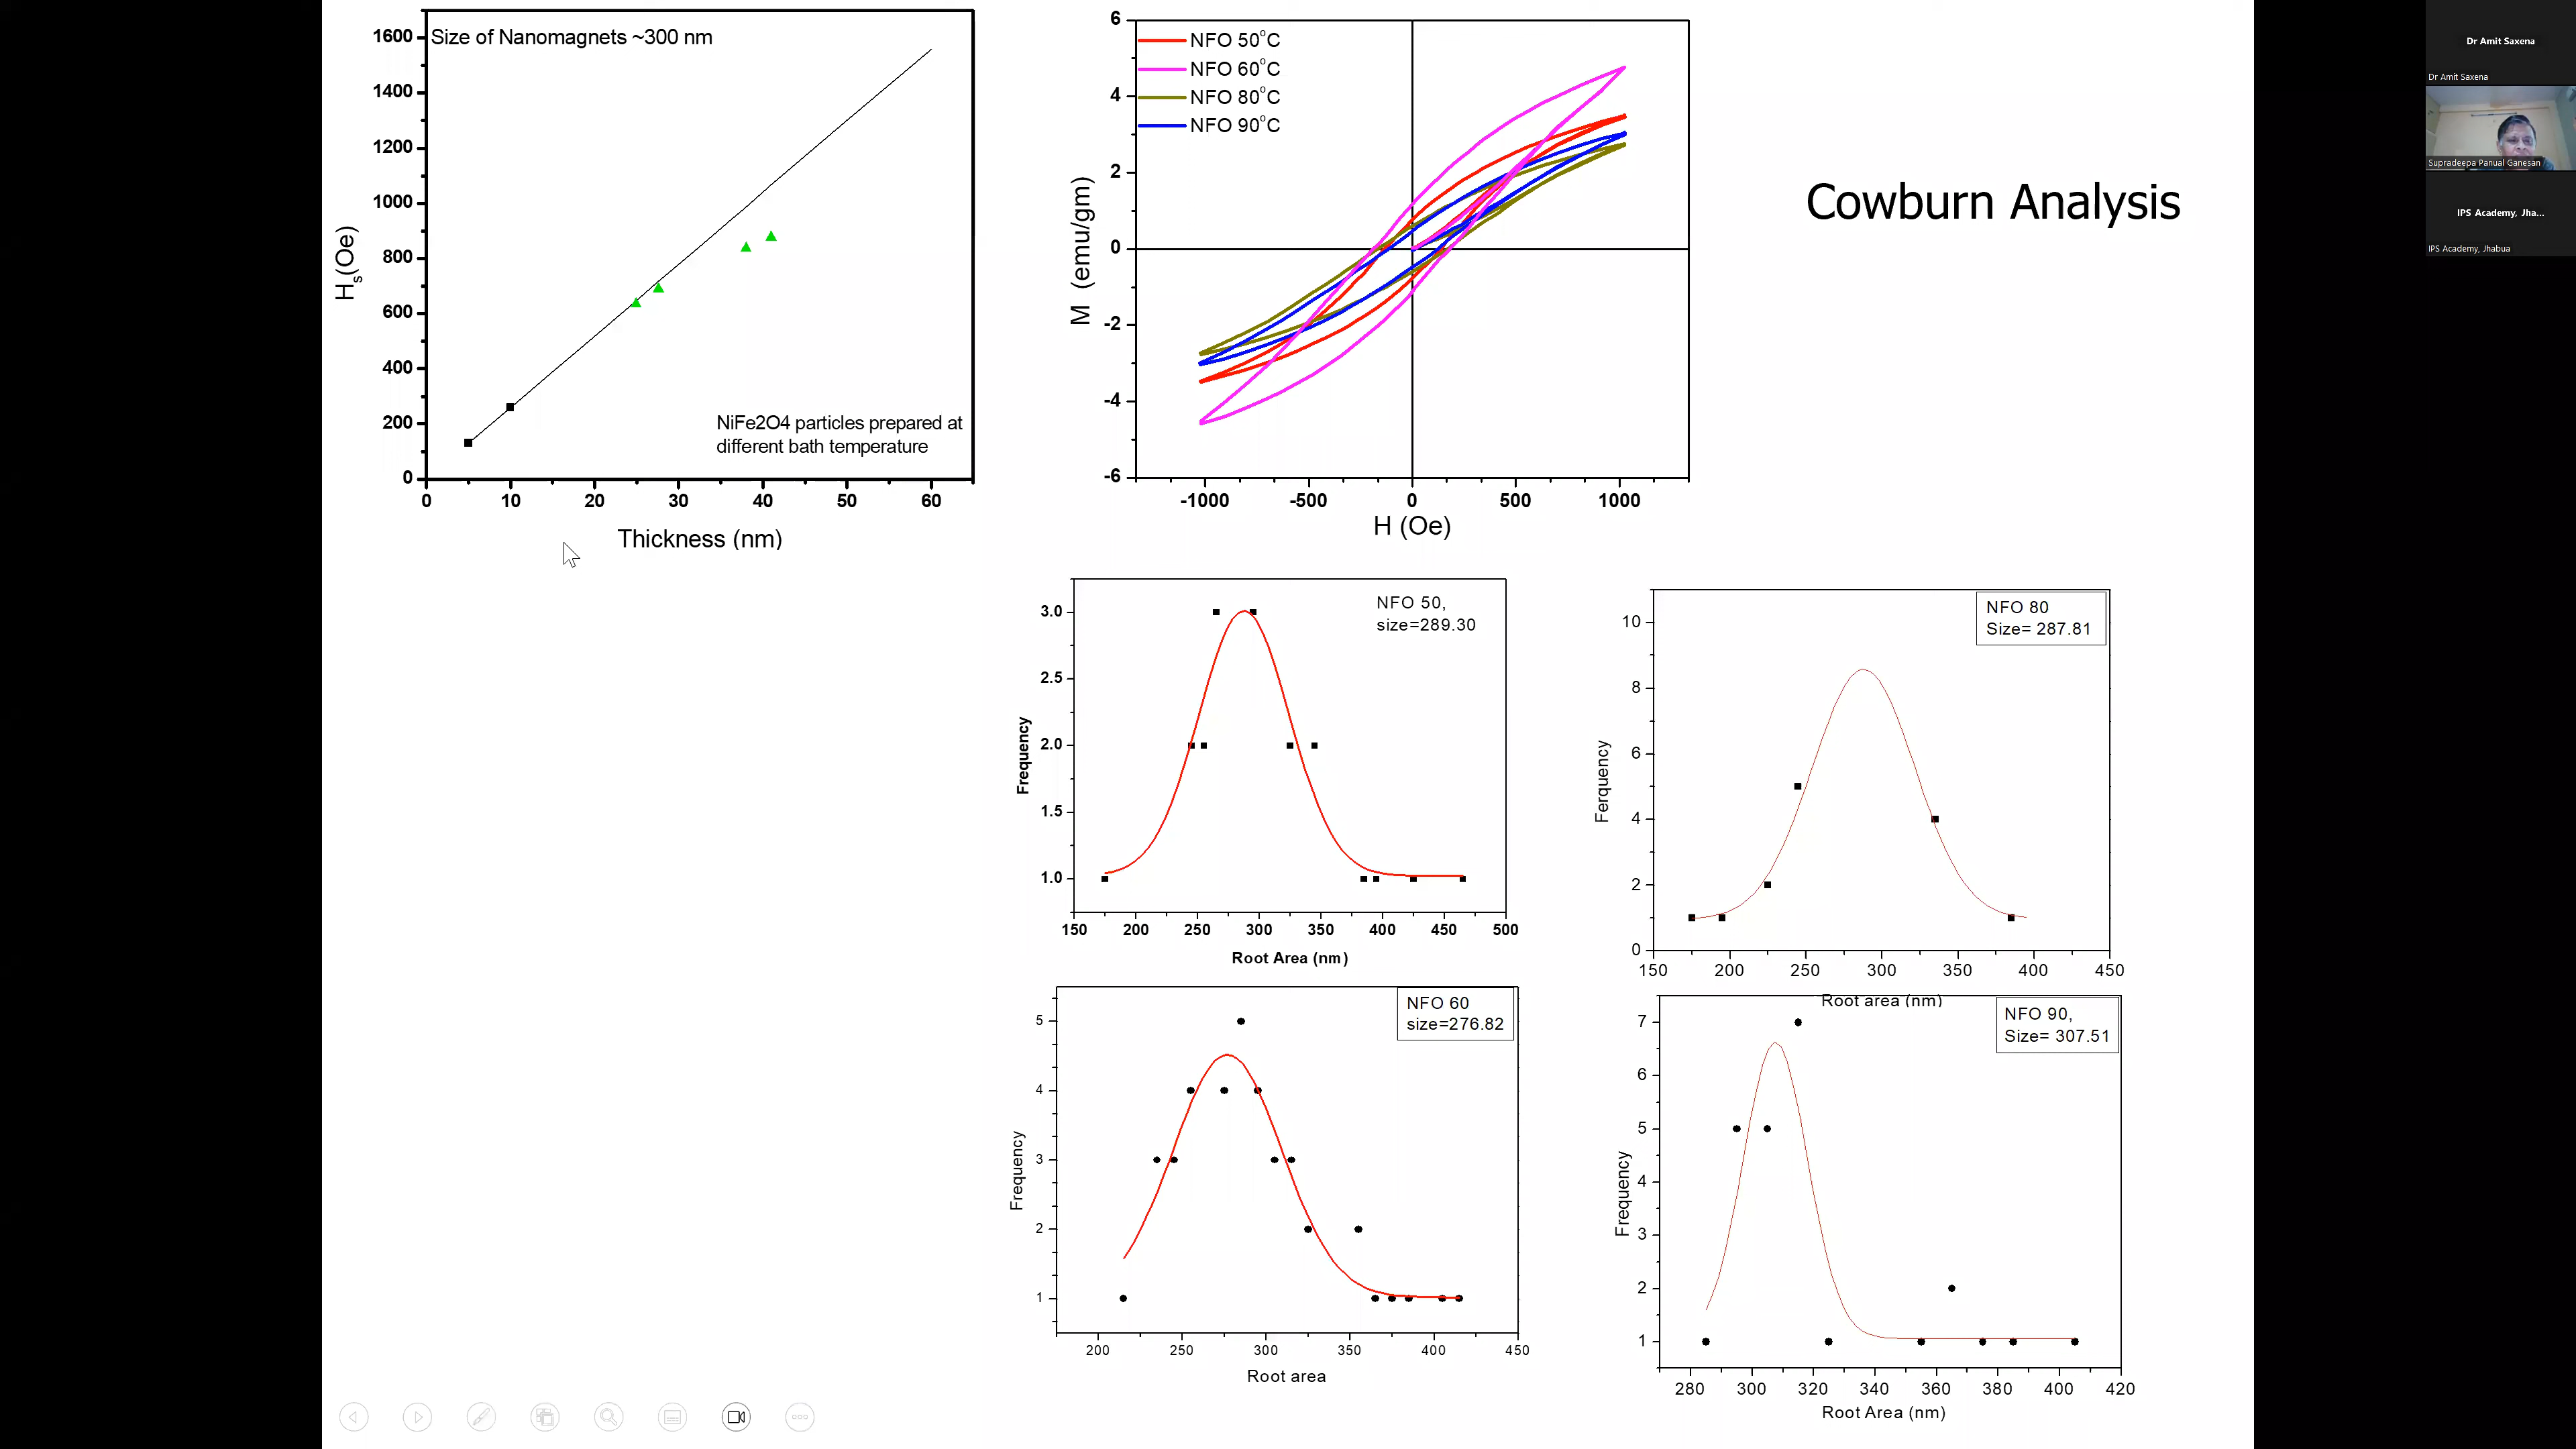 Size of Nanomagnets ~300 nm
1600
1400
1200
1000
800
600
400
200
0
Hs(Oe)
NiFe2O4 particles prepared at
different bath temperature
0 10 20 30 40 50 60
Thickness (nm)
6
4
2
0
-2
-4
-6
M (emu/gm)
NFO 50°C
NFO 60°C
NFO 80°C
NFO 90°C
-1000 -500 0 500 1000
H (Oe)
Cowburn Analysis
Dr Amit Saxena
Dr Amit Saxena
Supradeepa Panual Ganesan
IPS Academy, Jha...
IPS Academy, Jhabua
NFO 50,
size=289.30
3.0
2.5
2.0
1.5
1.0
Frequency
150 200 250 300 350 400 450 500
Root Area (nm)
NFO 80
Size= 287.81
10
8
6
4
2
0
Ferquency
150 200 250 300 350 400 450
Root area (nm)
NFO 60
size=276.82
5
4
3
2
1
Frequency
200 250 300 350 400 450
Root area
NFO 90,
Size= 307.51
7
6
5
4
3
2
1
Frequency
280 300 320 340 360 380 400 420
Root Area (nm)